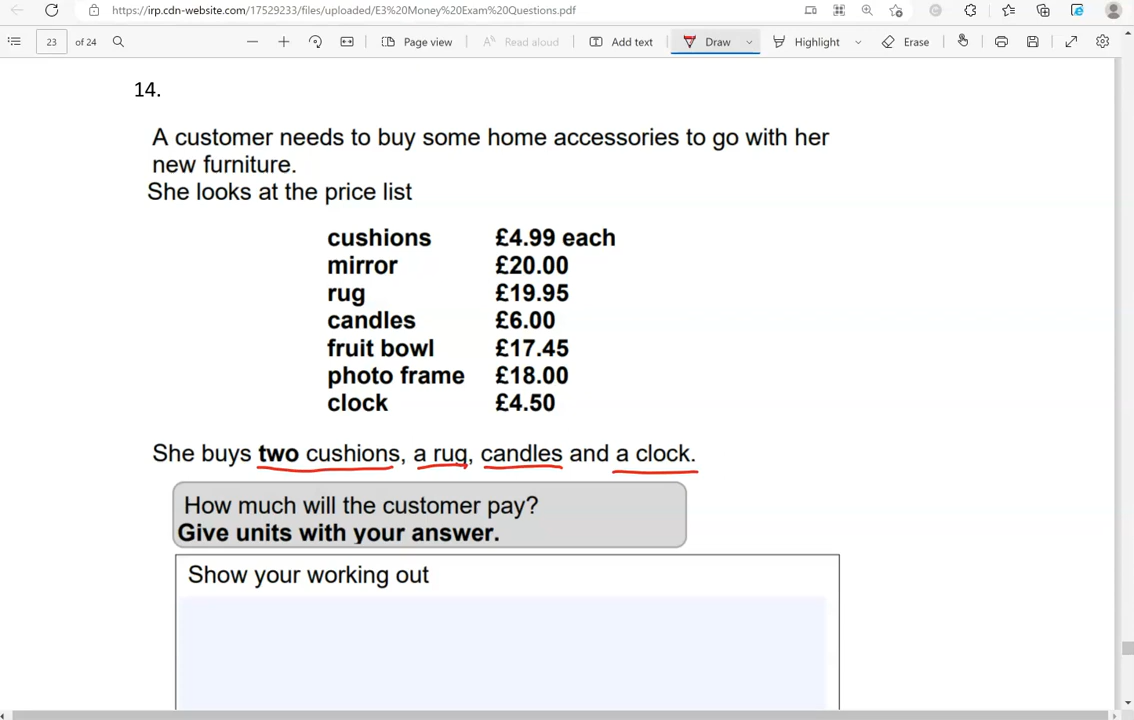 https://irp.cdn-website.com/17529233/files/uploaded/E3%20Money%20Exam%20Questions.pdf
23 of 24 Page view Read aloud Add text Draw Highlight Erase
14.
A customer needs to buy some home accessories to go with her
new furniture.
She looks at the price list
cushions £4.99 each
mirror £20.00
rug £19.95
candles £6.00
fruit bowl £17.45
photo frame £18.00
clock £4.50
She buys two cushions, a rug, candles and a clock.
How much will the customer pay?
Give units with your answer.
Show your working out